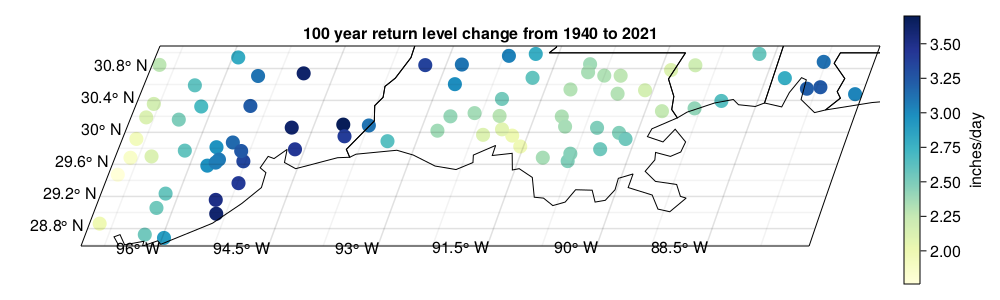 100 year return level change from 1940 to 2021
30.8° N
30.4° N
30° N
29.6° N
29.2° N
28.8° N
96° W 94.5° W 93° W 91.5° W 90° W 88.5° W
3.50
3.25
3.00
2.75
2.50
2.25
2.00
inches/day